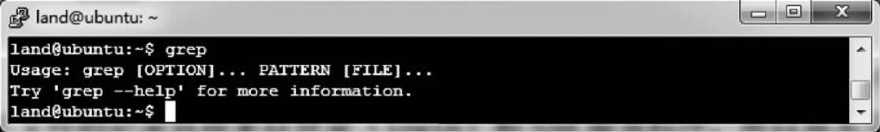 land@ubuntu: ~
land@ubuntu:~$ grep
Usage: grep [OPTION]... PATTERN [FILE]...
Try 'grep --help' for more information.
land@ubuntu:~$